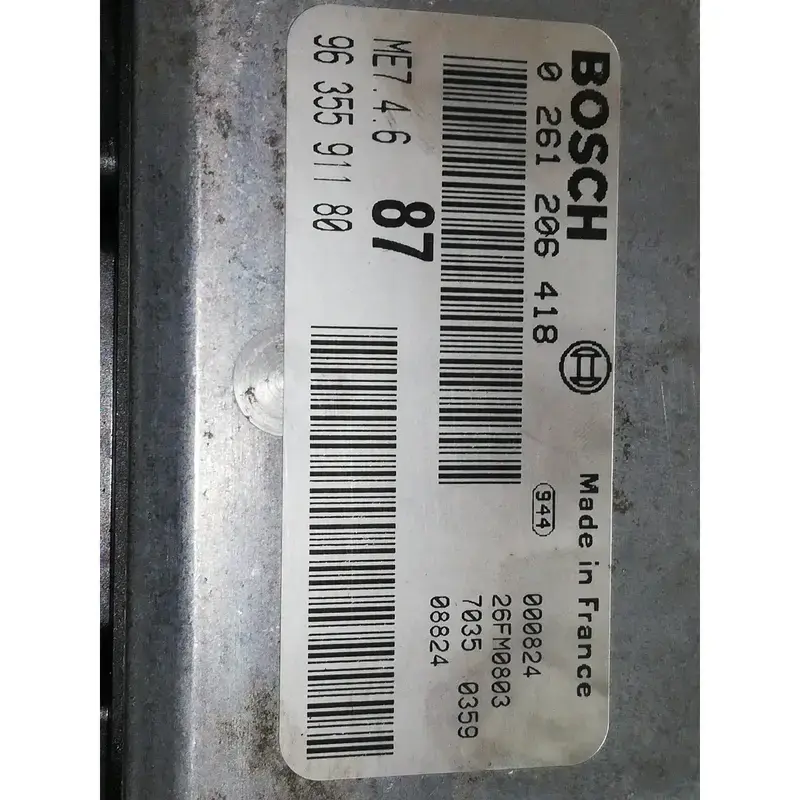 BOSCH
Made in France
0 261 206 418
944
000824
26FM0803
7035 0359
08824
87
ME7.4.6
96 355 911 80